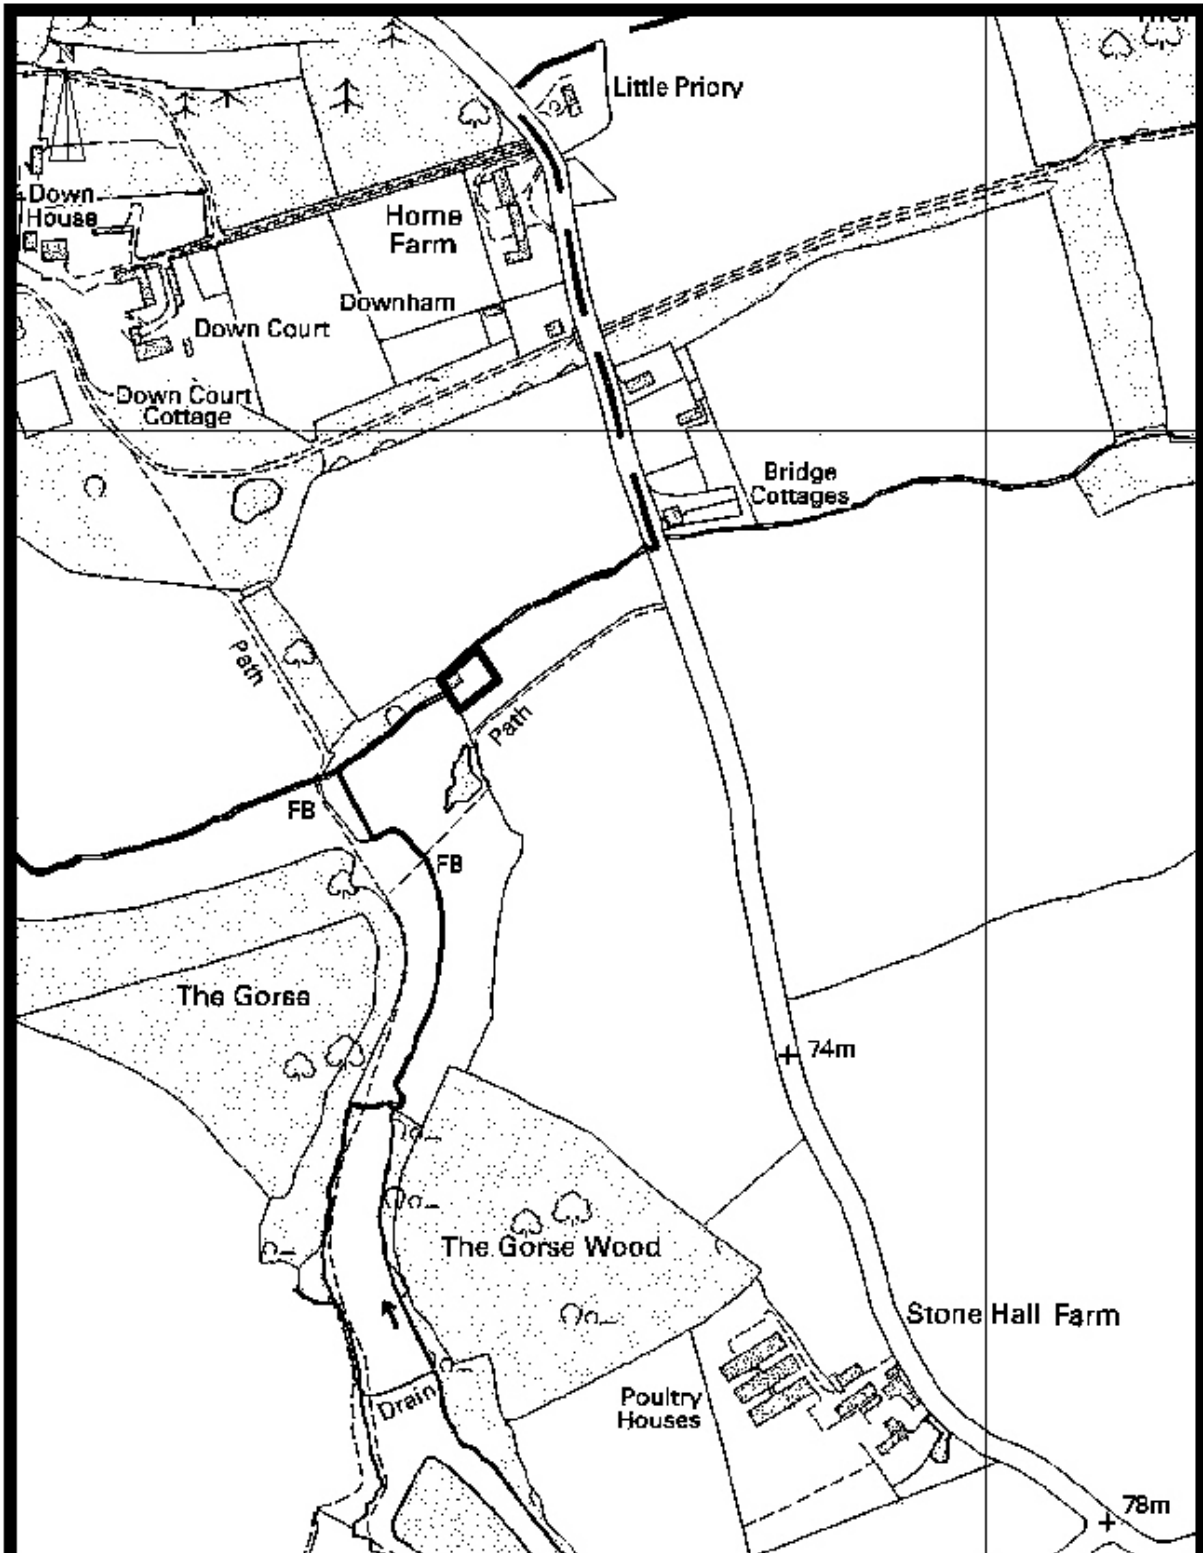 N
Little Priory
Down
House
Home
Farm
Downham
Down Court
Down Court
Cottage
Bridge
Cottages
Path
Path
FB
FB
The Gorse
74m
The Gorse Wood
Stone Hall Farm
Poultry
Houses
Drain
78m